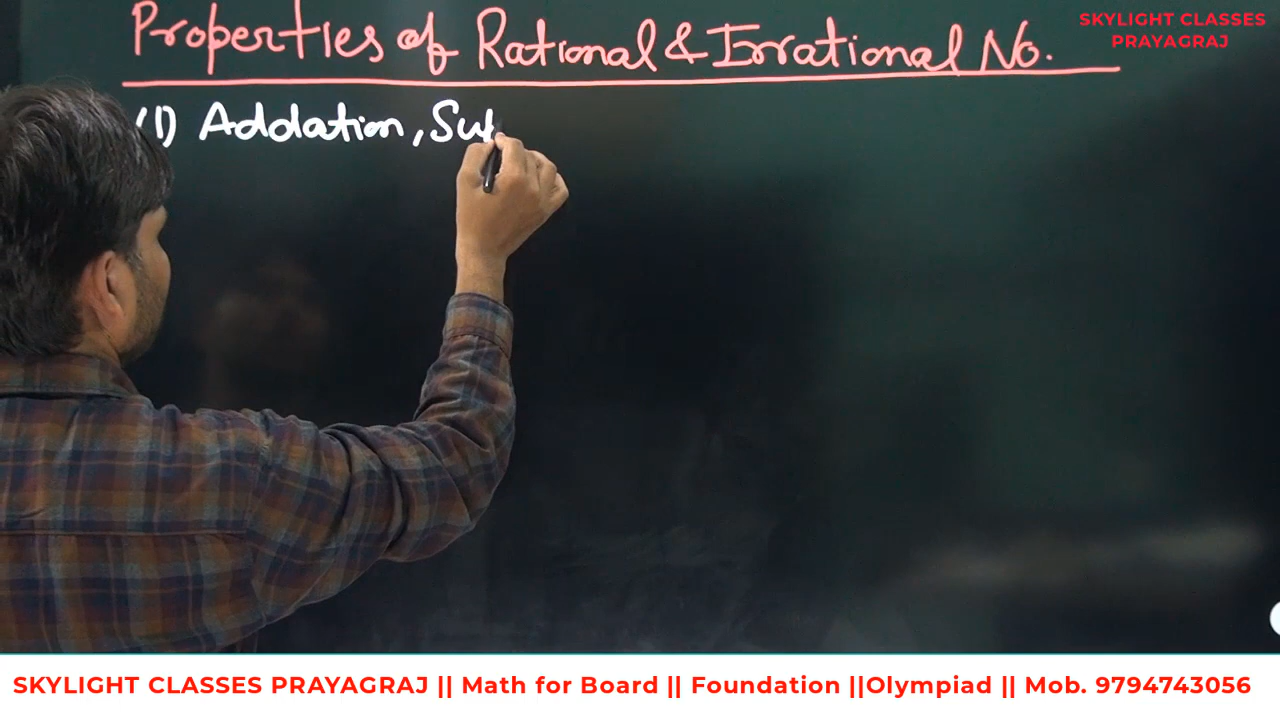 SKYLIGHT CLASSES
PRAYAGRAJ
Properties of Rational & Irrational No.
(1) Addation, Su
SKYLIGHT CLASSES PRAYAGRAJ || Math for Board || Foundation ||Olympiad || Mob. 9794743056